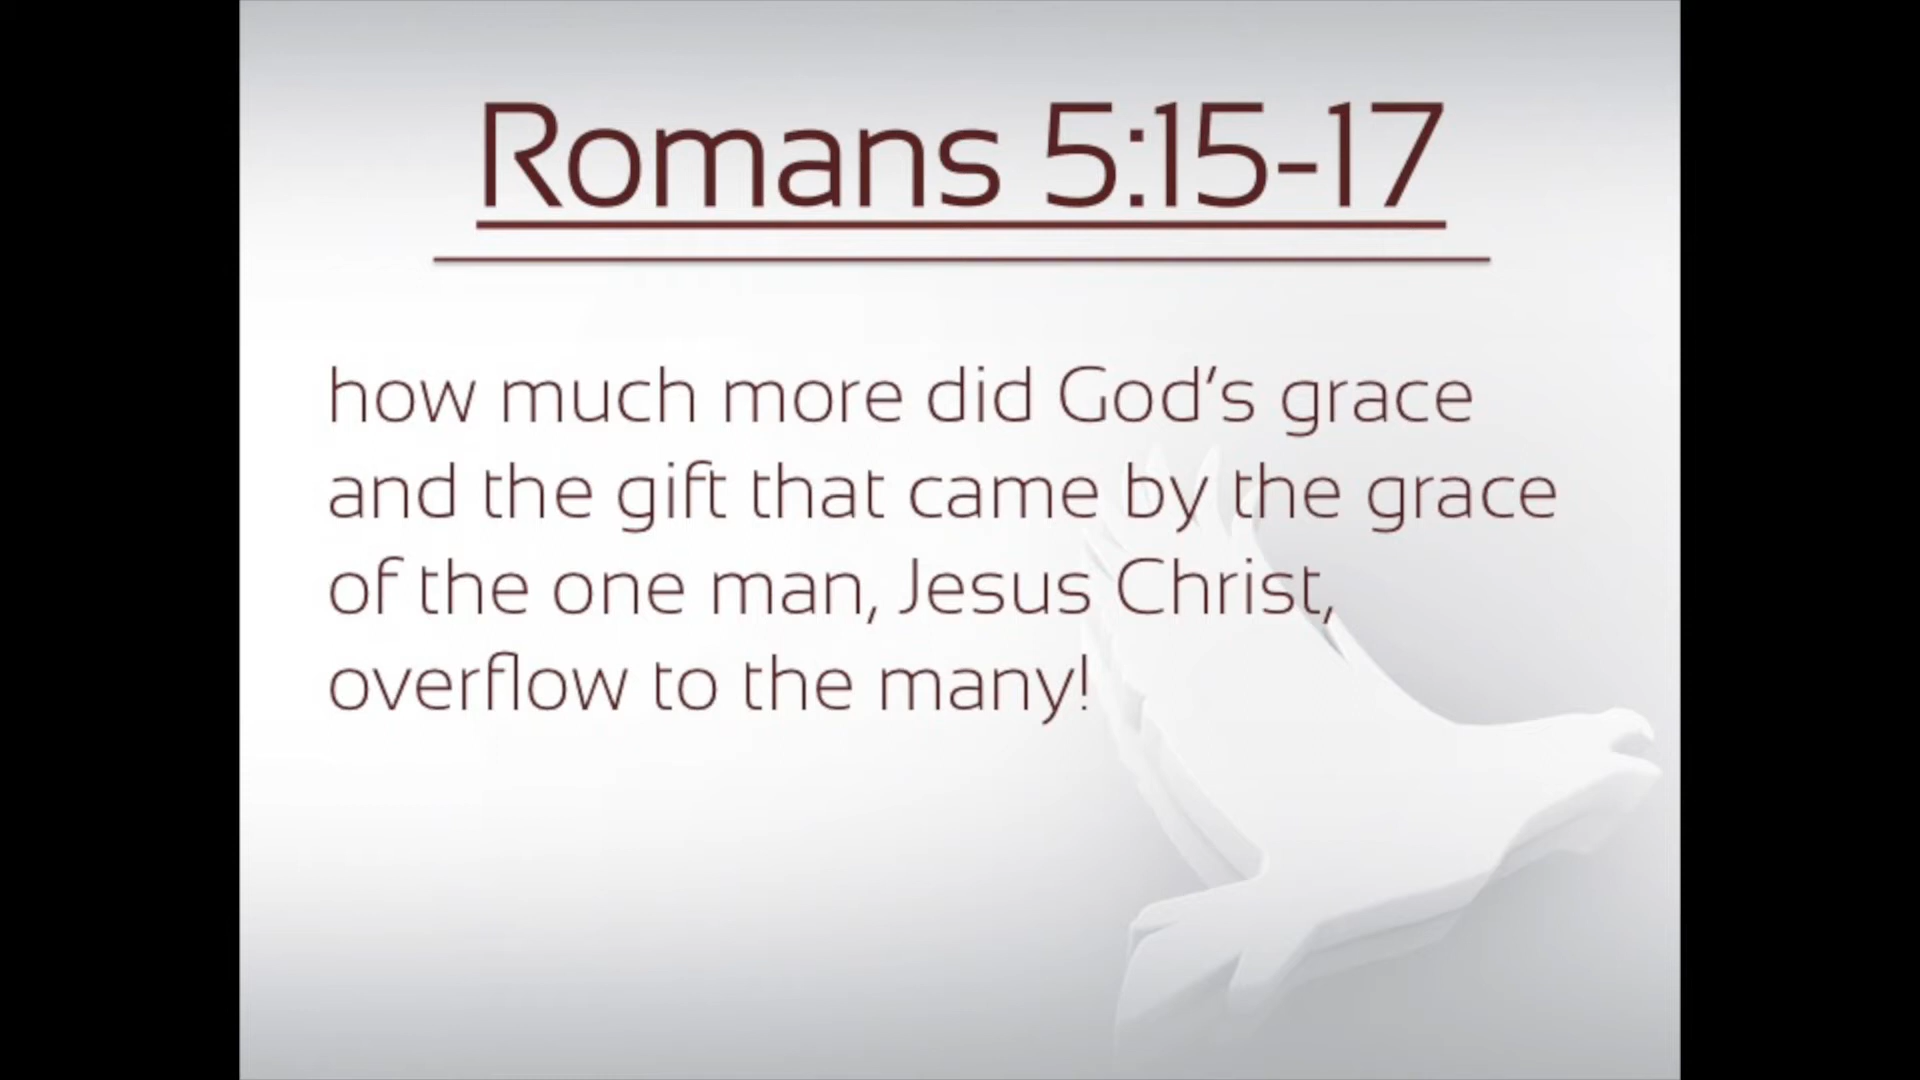 Romans 5:15-17
how much more did God’s grace
and the gift that came by the grace
of the one man, Jesus Christ,
overflow to the many!